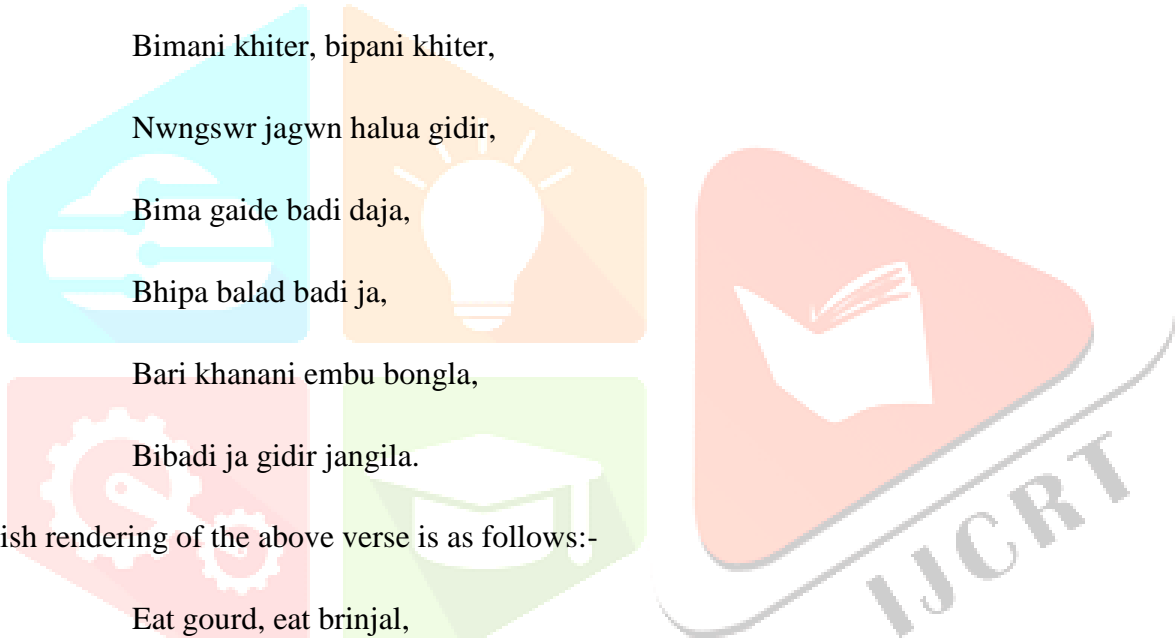 Bimani khiter, bipani khiter,
Nwngswr jagwn halua gidir,
Bima gaide badi daja,
Bhipa balad badi ja,
Bari khanani embu bongla,
Bibadi ja gidir jangila.
ish rendering of the above verse is as follows:-
Eat gourd, eat brinjal,
IJCRT